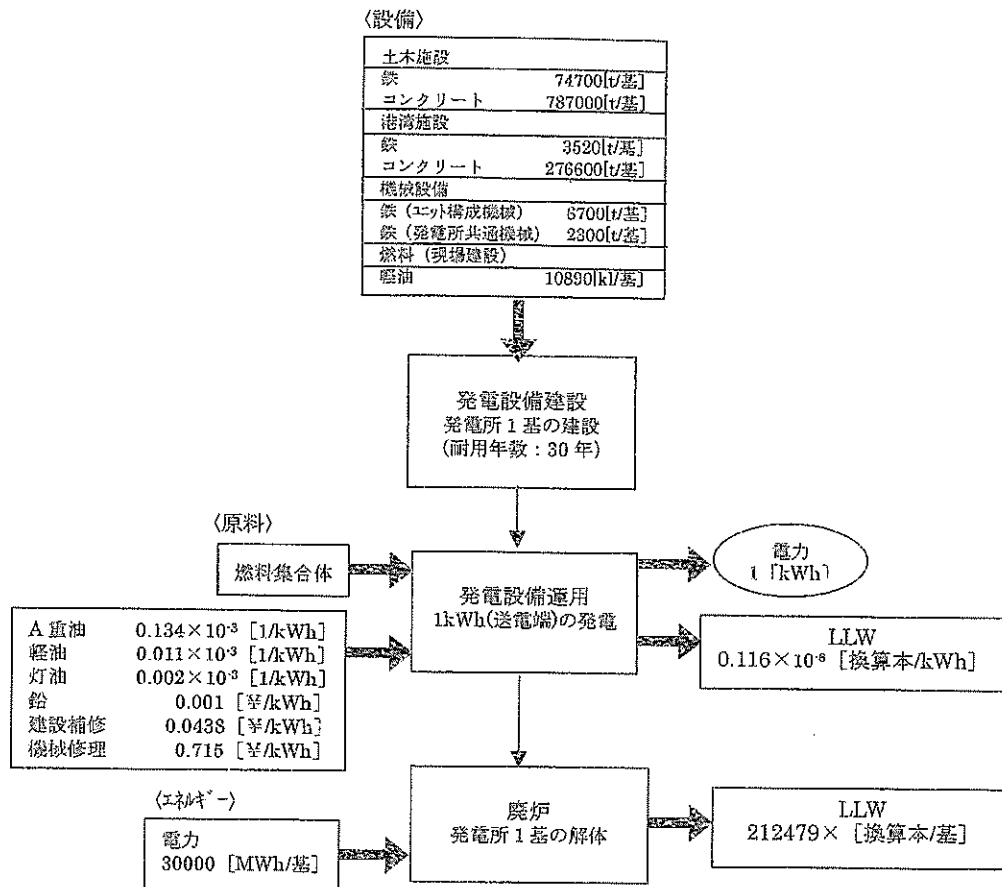 〈設備〉
土木施設
鉄 74700[t/基]
コンクリート 787000[t/基]
港湾施設
鉄 3520[t/基]
コンクリート 276600[t/基]
機械設備
鉄（ユニット構成機械） 6700[t/基]
鉄（発電所共通機械） 2300[t/基]
燃料（現場建設）
軽油 10890[kl/基]
発電設備建設
発電所1基の建設
(耐用年数：30年)
〈原料〉
燃料集合体
A重油 0.134×10⁻³ [l/kWh]
軽油 0.011×10⁻³ [l/kWh]
灯油 0.002×10⁻³ [l/kWh]
鉛 0.001 [¥/kWh]
建設補修 0.0438 [¥/kWh]
機械修理 0.715 [¥/kWh]
発電設備運用
1kWh(送電端)の発電
電力
1 [kWh]
LLW
0.116×10⁻⁸ [換算本/kWh]
〈エネルギー〉
電力
30000 [MWh/基]
廃炉
発電所1基の解体
LLW
212479× [換算本/基]